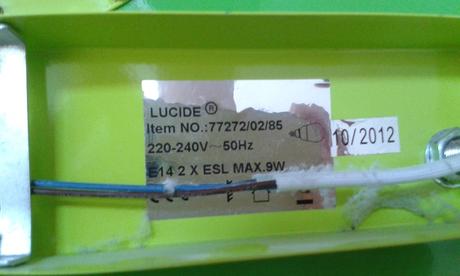 LUCIDE ®
Item NO.:77272/02/85
220-240V～50Hz
E14 2 X ESL MAX.9W
10/2012